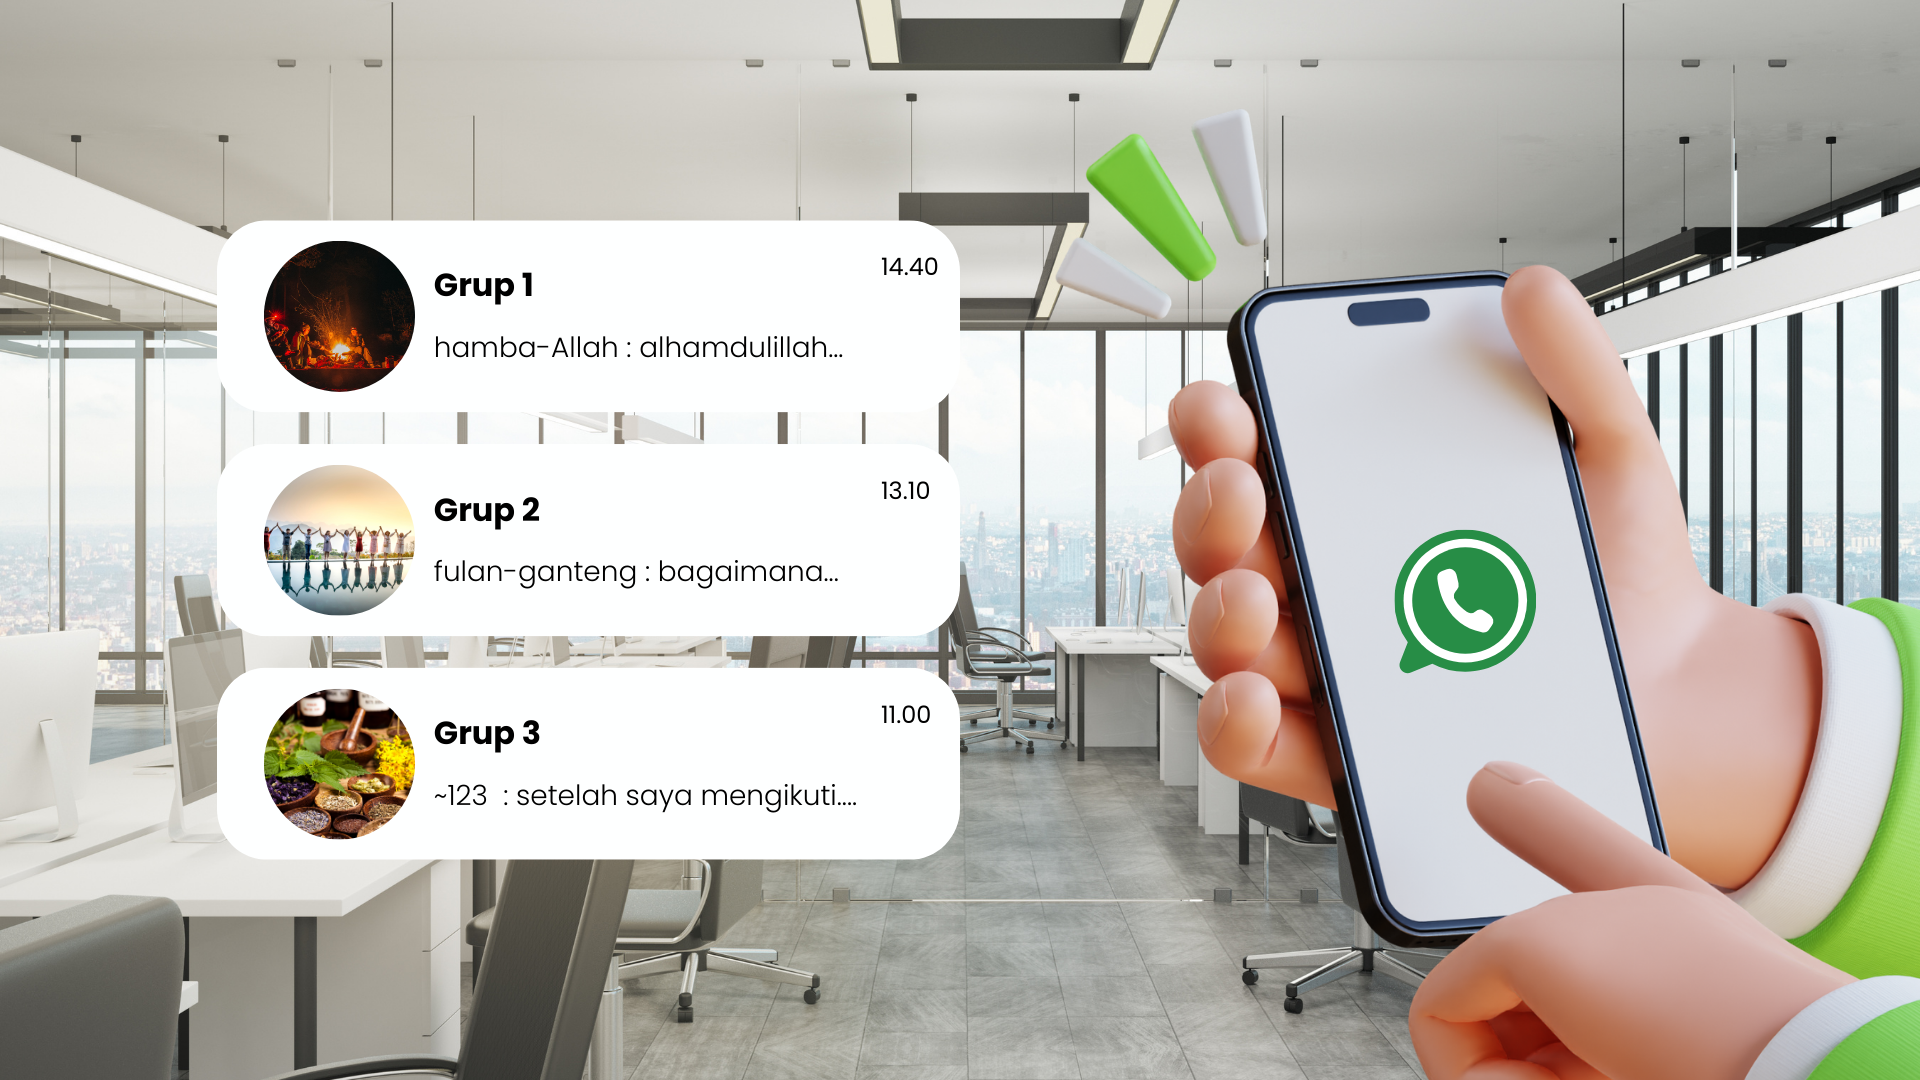 Grup 1
14.40
hamba-Allah : alhamdulillah...
Grup 2
13.10
fulan-ganteng : bagaimana...
Grup 3
11.00
~123 : setelah saya mengikuti....